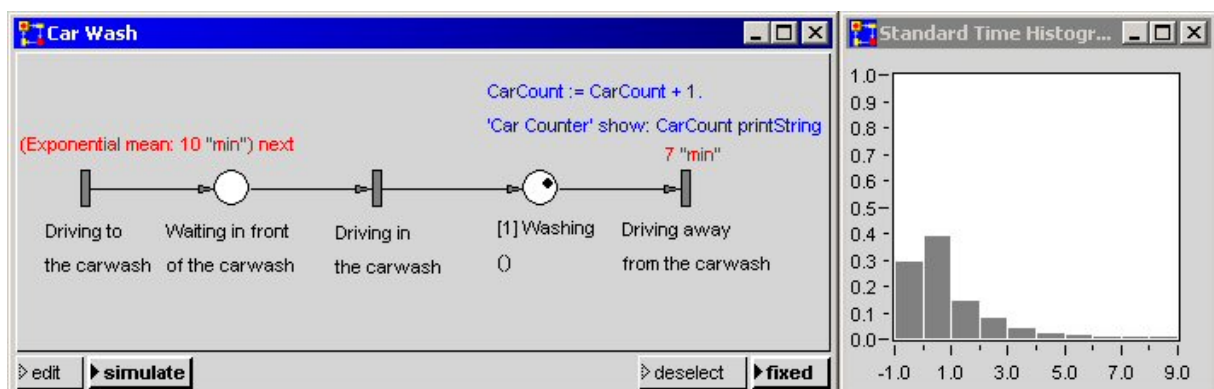 Car Wash
CarCount := CarCount + 1.
'Car Counter' show: CarCount printString
(Exponential mean: 10 "min") next
7 "min"
Driving to
the carwash
Waiting in front
of the carwash
Driving in
the carwash
[1] Washing
()
Driving away
from the carwash
edit
simulate
deselect
fixed
Standard Time Histogr...
1.0
0.9
0.8
0.7
0.6
0.5
0.4
0.3
0.2
0.1
0.0
-1.0 1.0 3.0 5.0 7.0 9.0